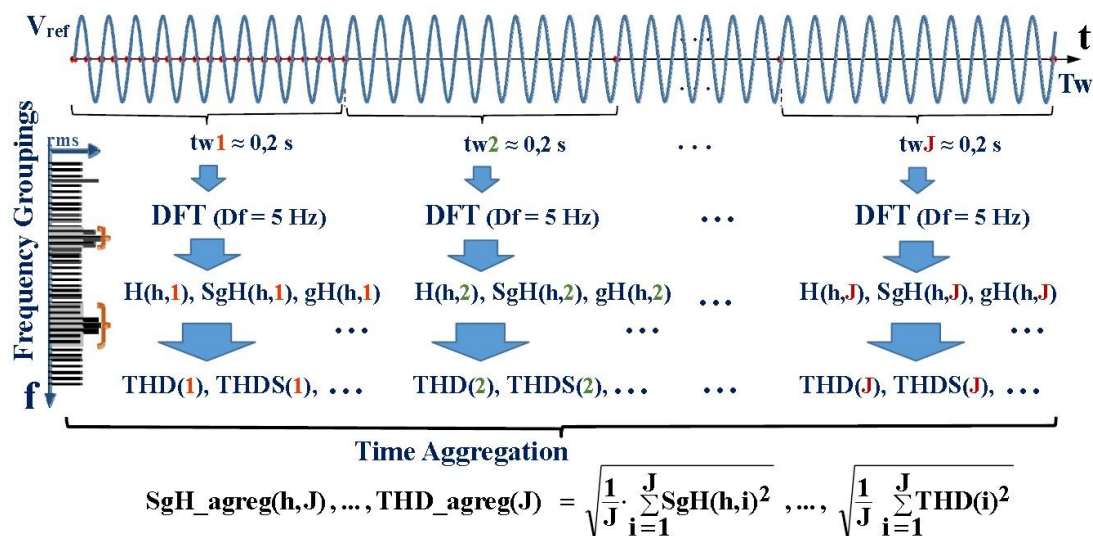 V_ref
t
Tw
rms
Frequency Groupings
f
tw1 ≈ 0,2 s
tw2 ≈ 0,2 s
. . .
twJ ≈ 0,2 s
DFT (Df = 5 Hz)
DFT (Df = 5 Hz)
...
DFT (Df = 5 Hz)
H(h,1), SgH(h,1), gH(h,1)
...
H(h,2), SgH(h,2), gH(h,2)
...
...
H(h,J), SgH(h,J), gH(h,J)
...
THD(1), THDS(1), ...
THD(2), THDS(2), ...
...
THD(J), THDS(J), ...
Time Aggregation
SgH_agreg(h,J) , ... , THD_agreg(J) = √(1/J · Σ_{i=1}^{J} SgH(h,i)²) , ... , √(1/J Σ_{i=1}^{J} THD(i)²)